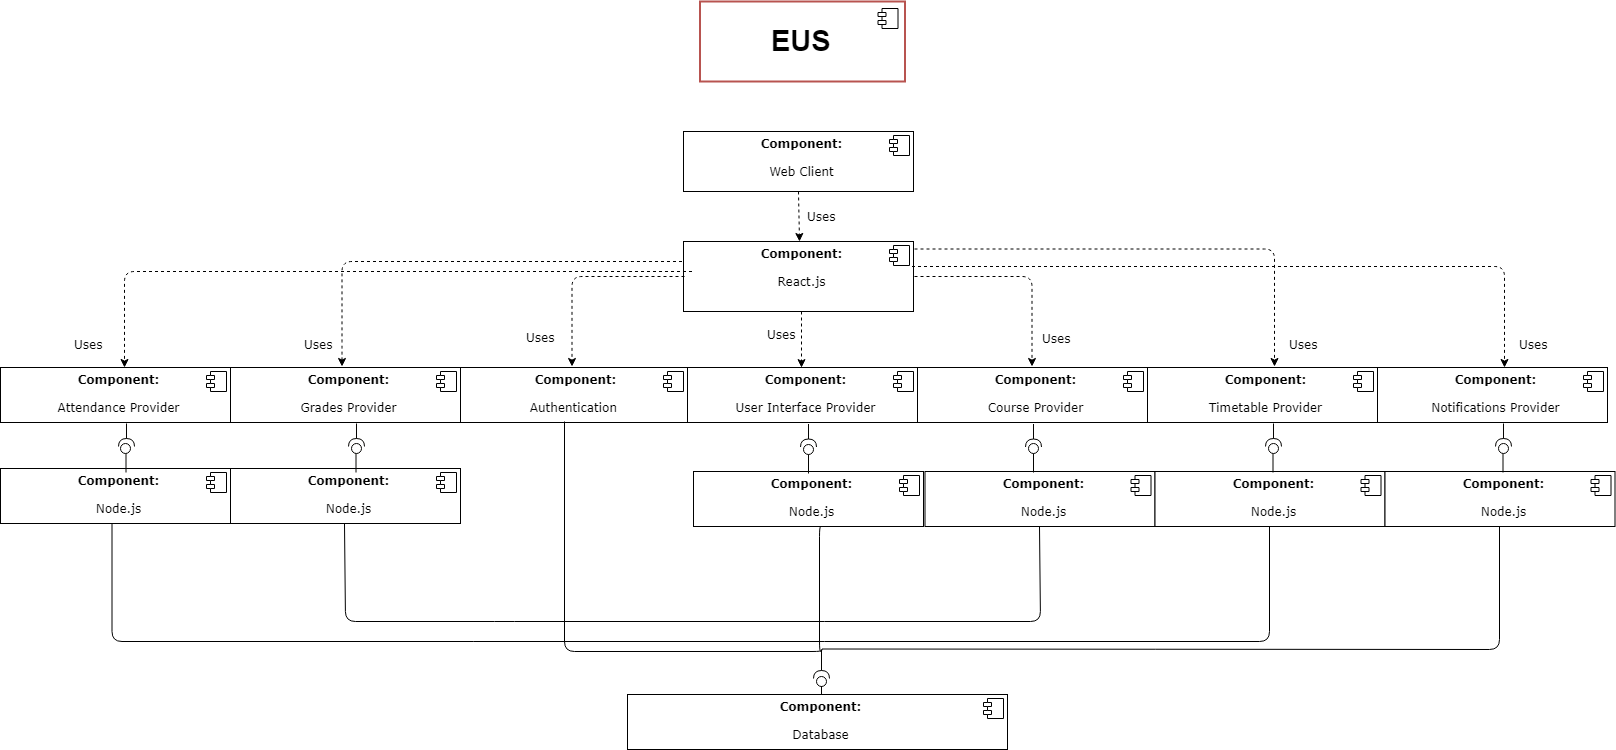 EUS
Component:
Web Client
Uses
Component:
React.js
Uses
Uses
Uses
Uses
Uses
Uses
Uses
Component:
Attendance Provider
Component:
Grades Provider
Component:
Authentication
Component:
User Interface Provider
Component:
Course Provider
Component:
Timetable Provider
Component:
Notifications Provider
Component:
Node.js
Component:
Node.js
Component:
Node.js
Component:
Node.js
Component:
Node.js
Component:
Node.js
Component:
Database